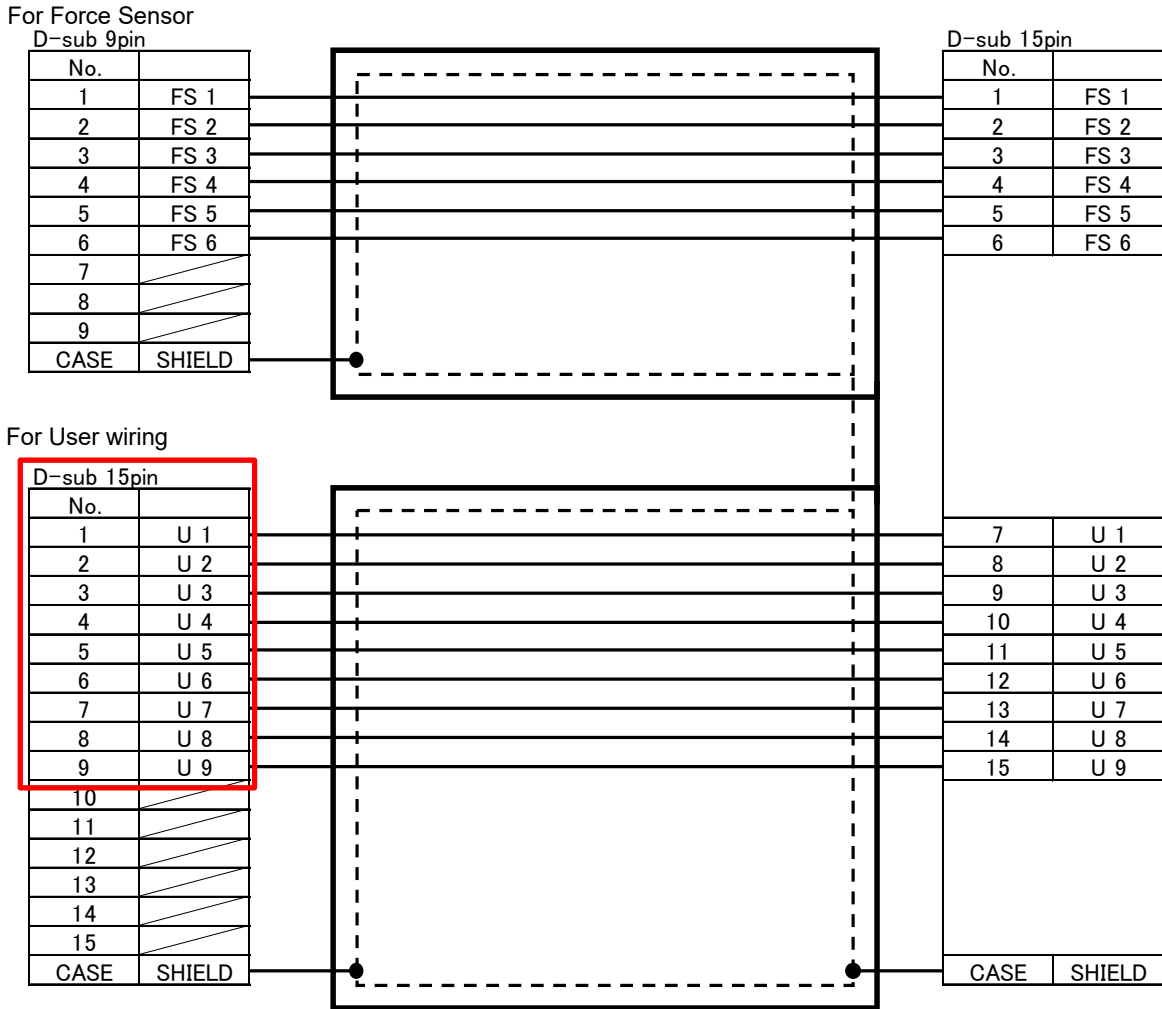 For Force Sensor
D-sub 9pin
No.
1 FS 1
2 FS 2
3 FS 3
4 FS 4
5 FS 5
6 FS 6
7
8
9
CASE SHIELD
D-sub 15pin
No.
1 FS 1
2 FS 2
3 FS 3
4 FS 4
5 FS 5
6 FS 6
7 U 1
8 U 2
9 U 3
10 U 4
11 U 5
12 U 6
13 U 7
14 U 8
15 U 9
CASE SHIELD
For User wiring
D-sub 15pin
No.
1 U 1
2 U 2
3 U 3
4 U 4
5 U 5
6 U 6
7 U 7
8 U 8
9 U 9
10
11
12
13
14
15
CASE SHIELD